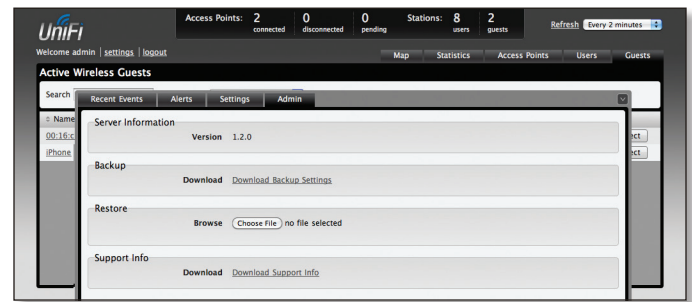 UniFi
Access Points: 2 connected 0 disconnected 0 pending Stations: 8 users 2 guests
Refresh Every 2 minutes
Welcome admin | settings | logout
Map Statistics Access Points Users Guests
Active Wireless Guests
Search
Recent Events Alerts Settings Admin
Name
Server Information
Version 1.2.0
00:16:c
ect
iPhone
ect
Backup
Download Download Backup Settings
Restore
Browse Choose File no file selected
Support Info
Download Download Support Info